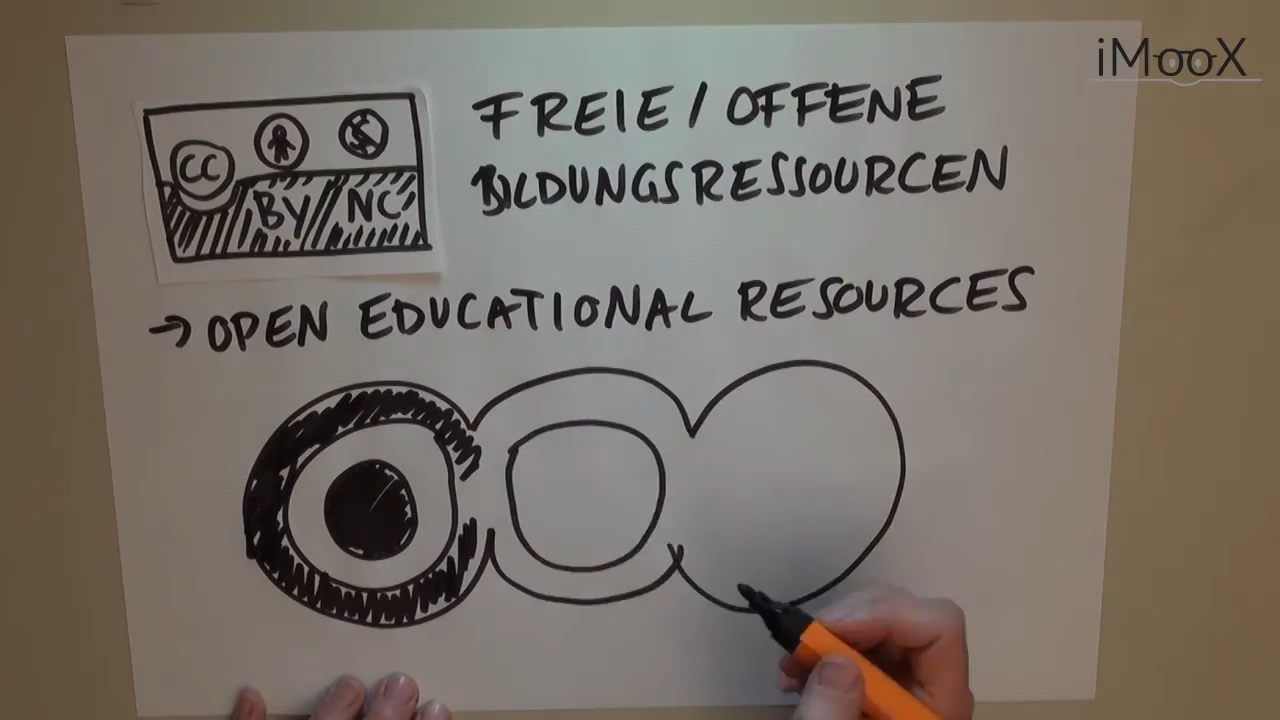 iMooX
FREIE / OFFENE
BILDUNGSRESSOURCEN
CC
BY NC
→ OPEN EDUCATIONAL RESOURCES